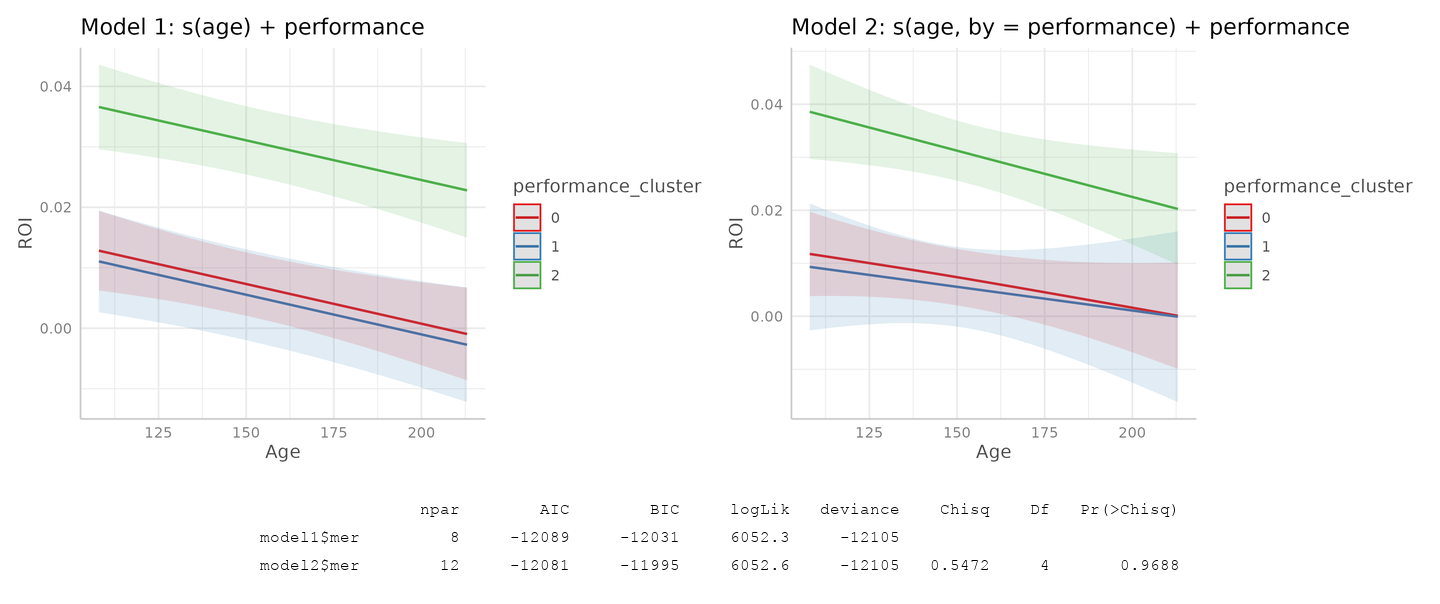 Model 1: s(age) + performance
0.04
0.02
0.00
ROI
125 150 175 200
Age
performance_cluster
0
1
2
Model 2: s(age, by = performance) + performance
0.04
0.02
0.00
ROI
125 150 175 200
Age
performance_cluster
0
1
2
npar AIC BIC logLik deviance Chisq Df Pr(>Chisq)
model1$mer 8 -12089 -12031 6052.3 -12105
model2$mer 12 -12081 -11995 6052.6 -12105 0.5472 4 0.9688